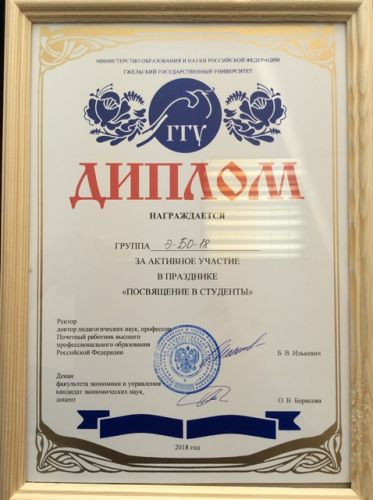 МИНИСТЕРСТВО ОБРАЗОВАНИЯ И НАУКИ РОССИЙСКОЙ ФЕДЕРАЦИИ
ГЖЕЛЬСКИЙ ГОСУДАРСТВЕННЫЙ УНИВЕРСИТЕТ
ГГУ
ДИПЛОМ
НАГРАЖДАЕТСЯ
ГРУППА Э-БО-18
ЗА АКТИВНОЕ УЧАСТИЕ
В ПРАЗДНИКЕ
«ПОСВЯЩЕНИЕ В СТУДЕНТЫ»
Ректор
доктор педагогических наук, профессор
Почетный работник высшего
профессионального образования
Российской Федерации
Б. В. Илькевич
Декан
факультета экономики и управления
кандидат экономических наук,
доцент
О. В. Борисова
2018 год